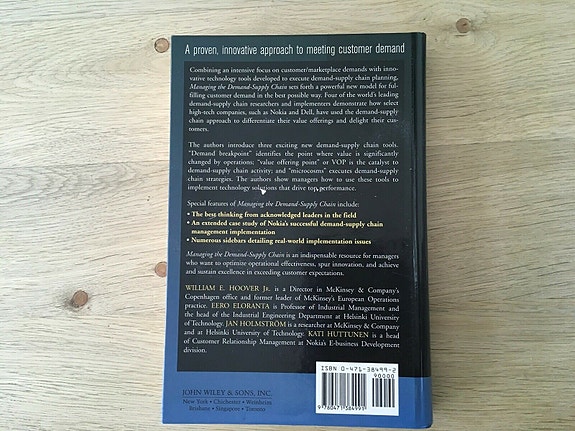 A proven, innovative approach to meeting customer demand
Combining an intensive focus on customer/marketplace demands with inno-
vative technology tools developed to execute demand-supply chain planning,
Managing the Demand-Supply Chain sets forth a powerful new model for ful-
filling customer demand in the best possible way. Four of the world's leading
demand-supply chain researchers and implementers demonstrate how select
high-tech companies, such as Nokia and Dell, have used the demand-supply
chain approach to differentiate their value offerings and delight their cus-
tomers.
The authors introduce three exciting new demand-supply chain tools.
"Demand breakpoint" identifies the point where value is significantly
changed by operations; "value offering point" or VOP is the catalyst to
demand-supply chain activity; and "microcosms" executes demand-supply
chain strategies. The authors show managers how to use these tools to
implement technology solutions that drive top performance.
Special features of Managing the Demand-Supply Chain include:
• The best thinking from acknowledged leaders in the field
• An extended case study of Nokia's successful demand-supply chain
management implementation
• Numerous sidebars detailing real-world implementation issues
Managing the Demand-Supply Chain is an indispensable resource for managers
who want to optimize operational effectiveness, spur innovation, and achieve
and sustain excellence in exceeding customer expectations.
WILLIAM E. HOOVER JR. is a Director in McKinsey & Company's
Copenhagen office and former leader of McKinsey's European Operations
practice. EERO ELORANTA is Professor of Industrial Management and
the head of the Industrial Engineering Department at Helsinki University
of Technology. JAN HOLMSTRÖM is a researcher at McKinsey & Company
and at Helsinki University of Technology. KATI HUTTUNEN is a head
of Customer Relationship Management at Nokia's E-business Development
division.
ISBN 0-471-38499-2
90000
9 780471 384991
JOHN WILEY & SONS, INC.
New York • Chichester • Weinheim
Brisbane • Singapore • Toronto